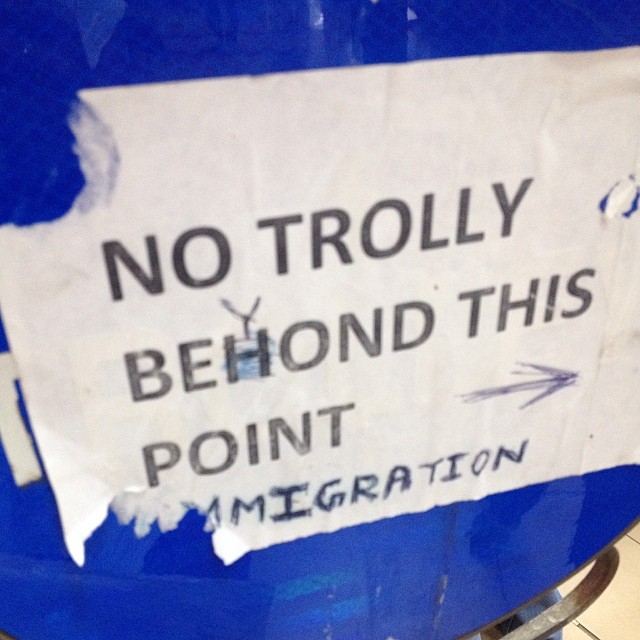 NO TROLLY
BEHOND THIS
Y
POINT
MMIGRATION